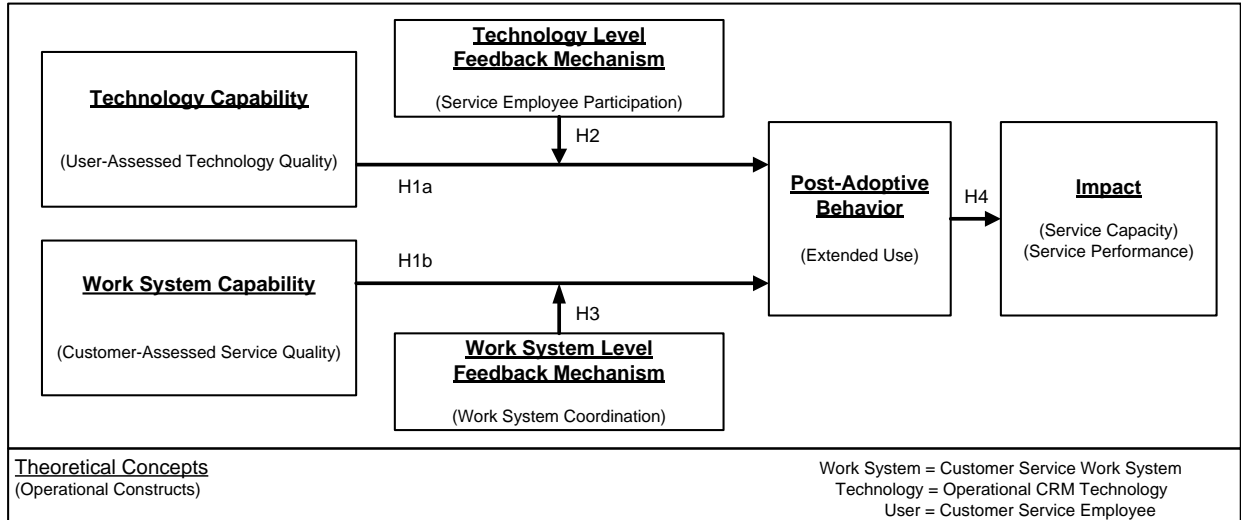 Technology Level
Feedback Mechanism
(Service Employee Participation)
Technology Capability
(User-Assessed Technology Quality)
H2
H1a
Post-Adoptive
Behavior
(Extended Use)
H4
Impact
(Service Capacity)
(Service Performance)
H1b
Work System Capability
(Customer-Assessed Service Quality)
H3
Work System Level
Feedback Mechanism
(Work System Coordination)
Theoretical Concepts
(Operational Constructs)
Work System = Customer Service Work System
Technology = Operational CRM Technology
User = Customer Service Employee